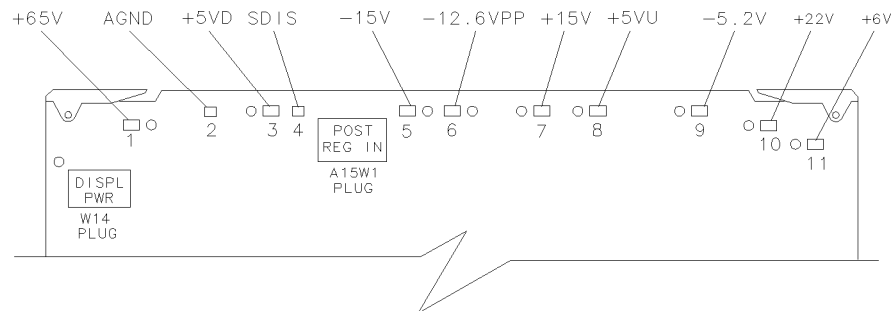 +65V AGND +5VD SDIS -15V -12.6VPP +15V +5VU -5.2V +22V +6V
1 2 3 4 5 6 7 8 9 10 11
POST
REG IN
A15W1
PLUG
DISPL
PWR
W14
PLUG